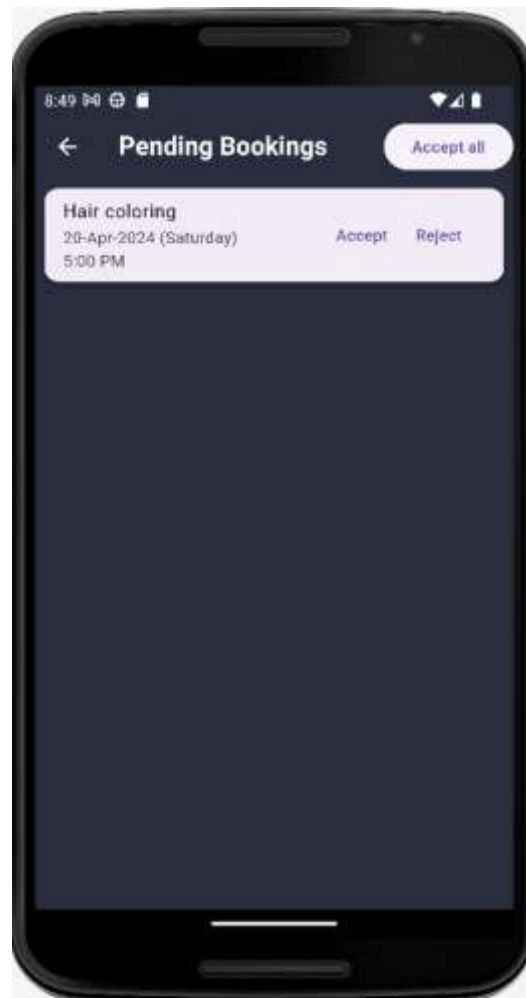 8:49
Pending Bookings
Accept all
Hair coloring
20-Apr-2024 (Saturday)
5:00 PM
Accept
Reject